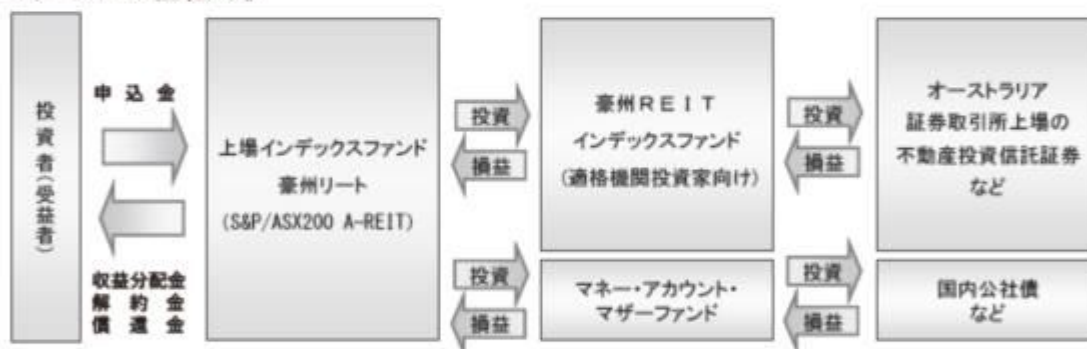 投資者(受益者)
申込金
収益分配金
解約金
償還金
上場インデックスファンド
豪州リート
(S&P/ASX200 A-REIT)
投資
損益
豪州REIT
インデックスファンド
(適格機関投資家向け)
投資
損益
オーストラリア
証券取引所上場の
不動産投資信託証券
など
投資
損益
マネー・アカウント・
マザーファンド
投資
損益
国内公社債
など